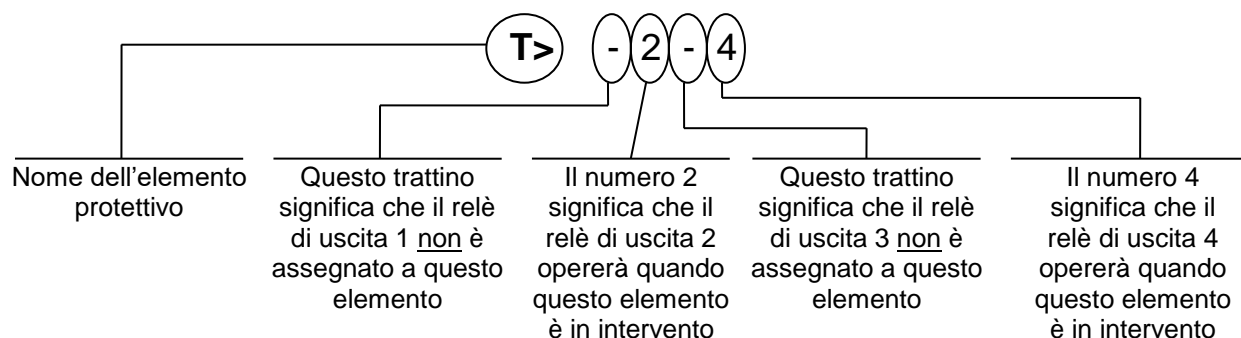 T> - 2 - 4
Nome dell'elemento
protettivo
Questo trattino
significa che il relè
di uscita 1 non è
assegnato a questo
elemento
Il numero 2
significa che il
relè di uscita 2
opererà quando
questo elemento
è in intervento
Questo trattino
significa che il relè
di uscita 3 non è
assegnato a questo
elemento
Il numero 4
significa che il
relè di uscita 4
opererà quando
questo elemento
è in intervento